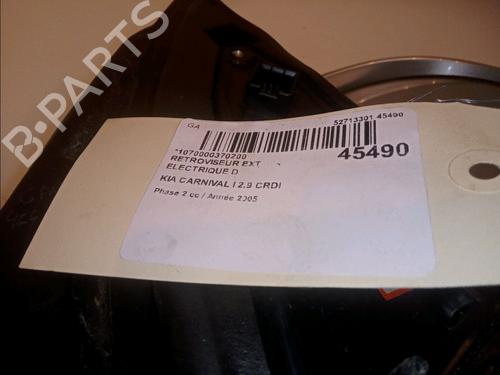 B-PARTS
GA
52713301 45490
*1070000370200
45490
RETROVISEUR EXT
ELECTRIQUE D
KIA CARNIVAL I 2.9 CRDI
Phase 2 cc / Année 2005